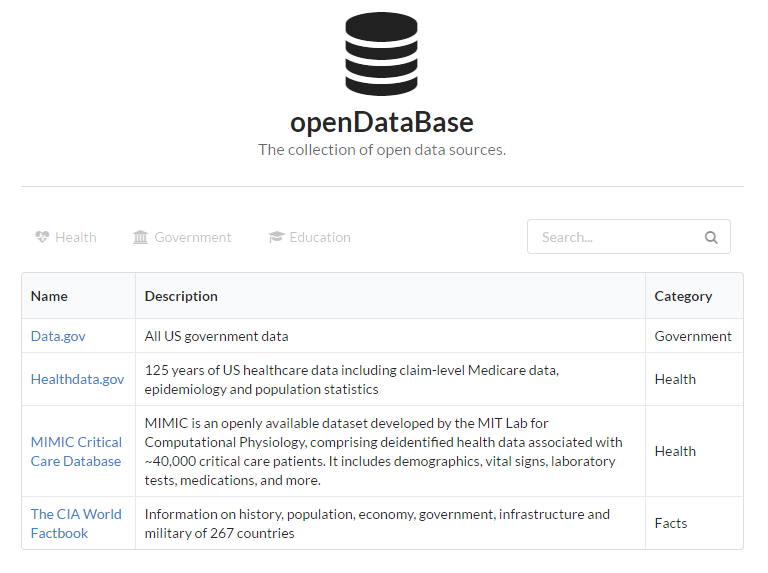 openDataBase
The collection of open data sources.
Health Government Education Search...
Name Description Category
Data.gov All US government data Government
Healthdata.gov 125 years of US healthcare data including claim-level Medicare data,
epidemiology and population statistics Health
MIMIC Critical
Care Database
MIMIC is an openly available dataset developed by the MIT Lab for
Computational Physiology, comprising deidentified health data associated with
~40,000 critical care patients. It includes demographics, vital signs, laboratory
tests, medications, and more.
Health
The CIA World
Factbook
Information on history, population, economy, government, infrastructure and
military of 267 countries
Facts